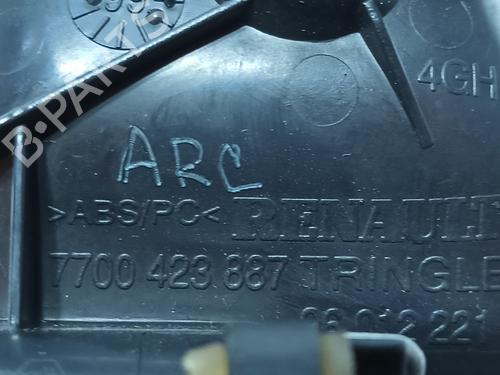 4GH
ARC
>ABS/PC< RENAULT
7700 423 887 TRINGLE
B-PARTS